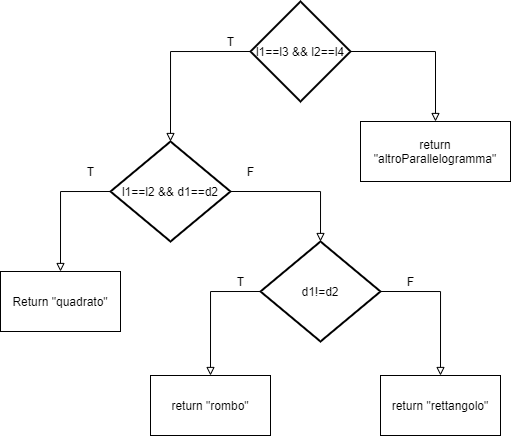 T
l1==l3 && l2==l4
return
"altroParallelogramma"
T
l1==l2 && d1==d2
F
Return "quadrato"
T
d1!=d2
F
return "rombo"
return "rettangolo"